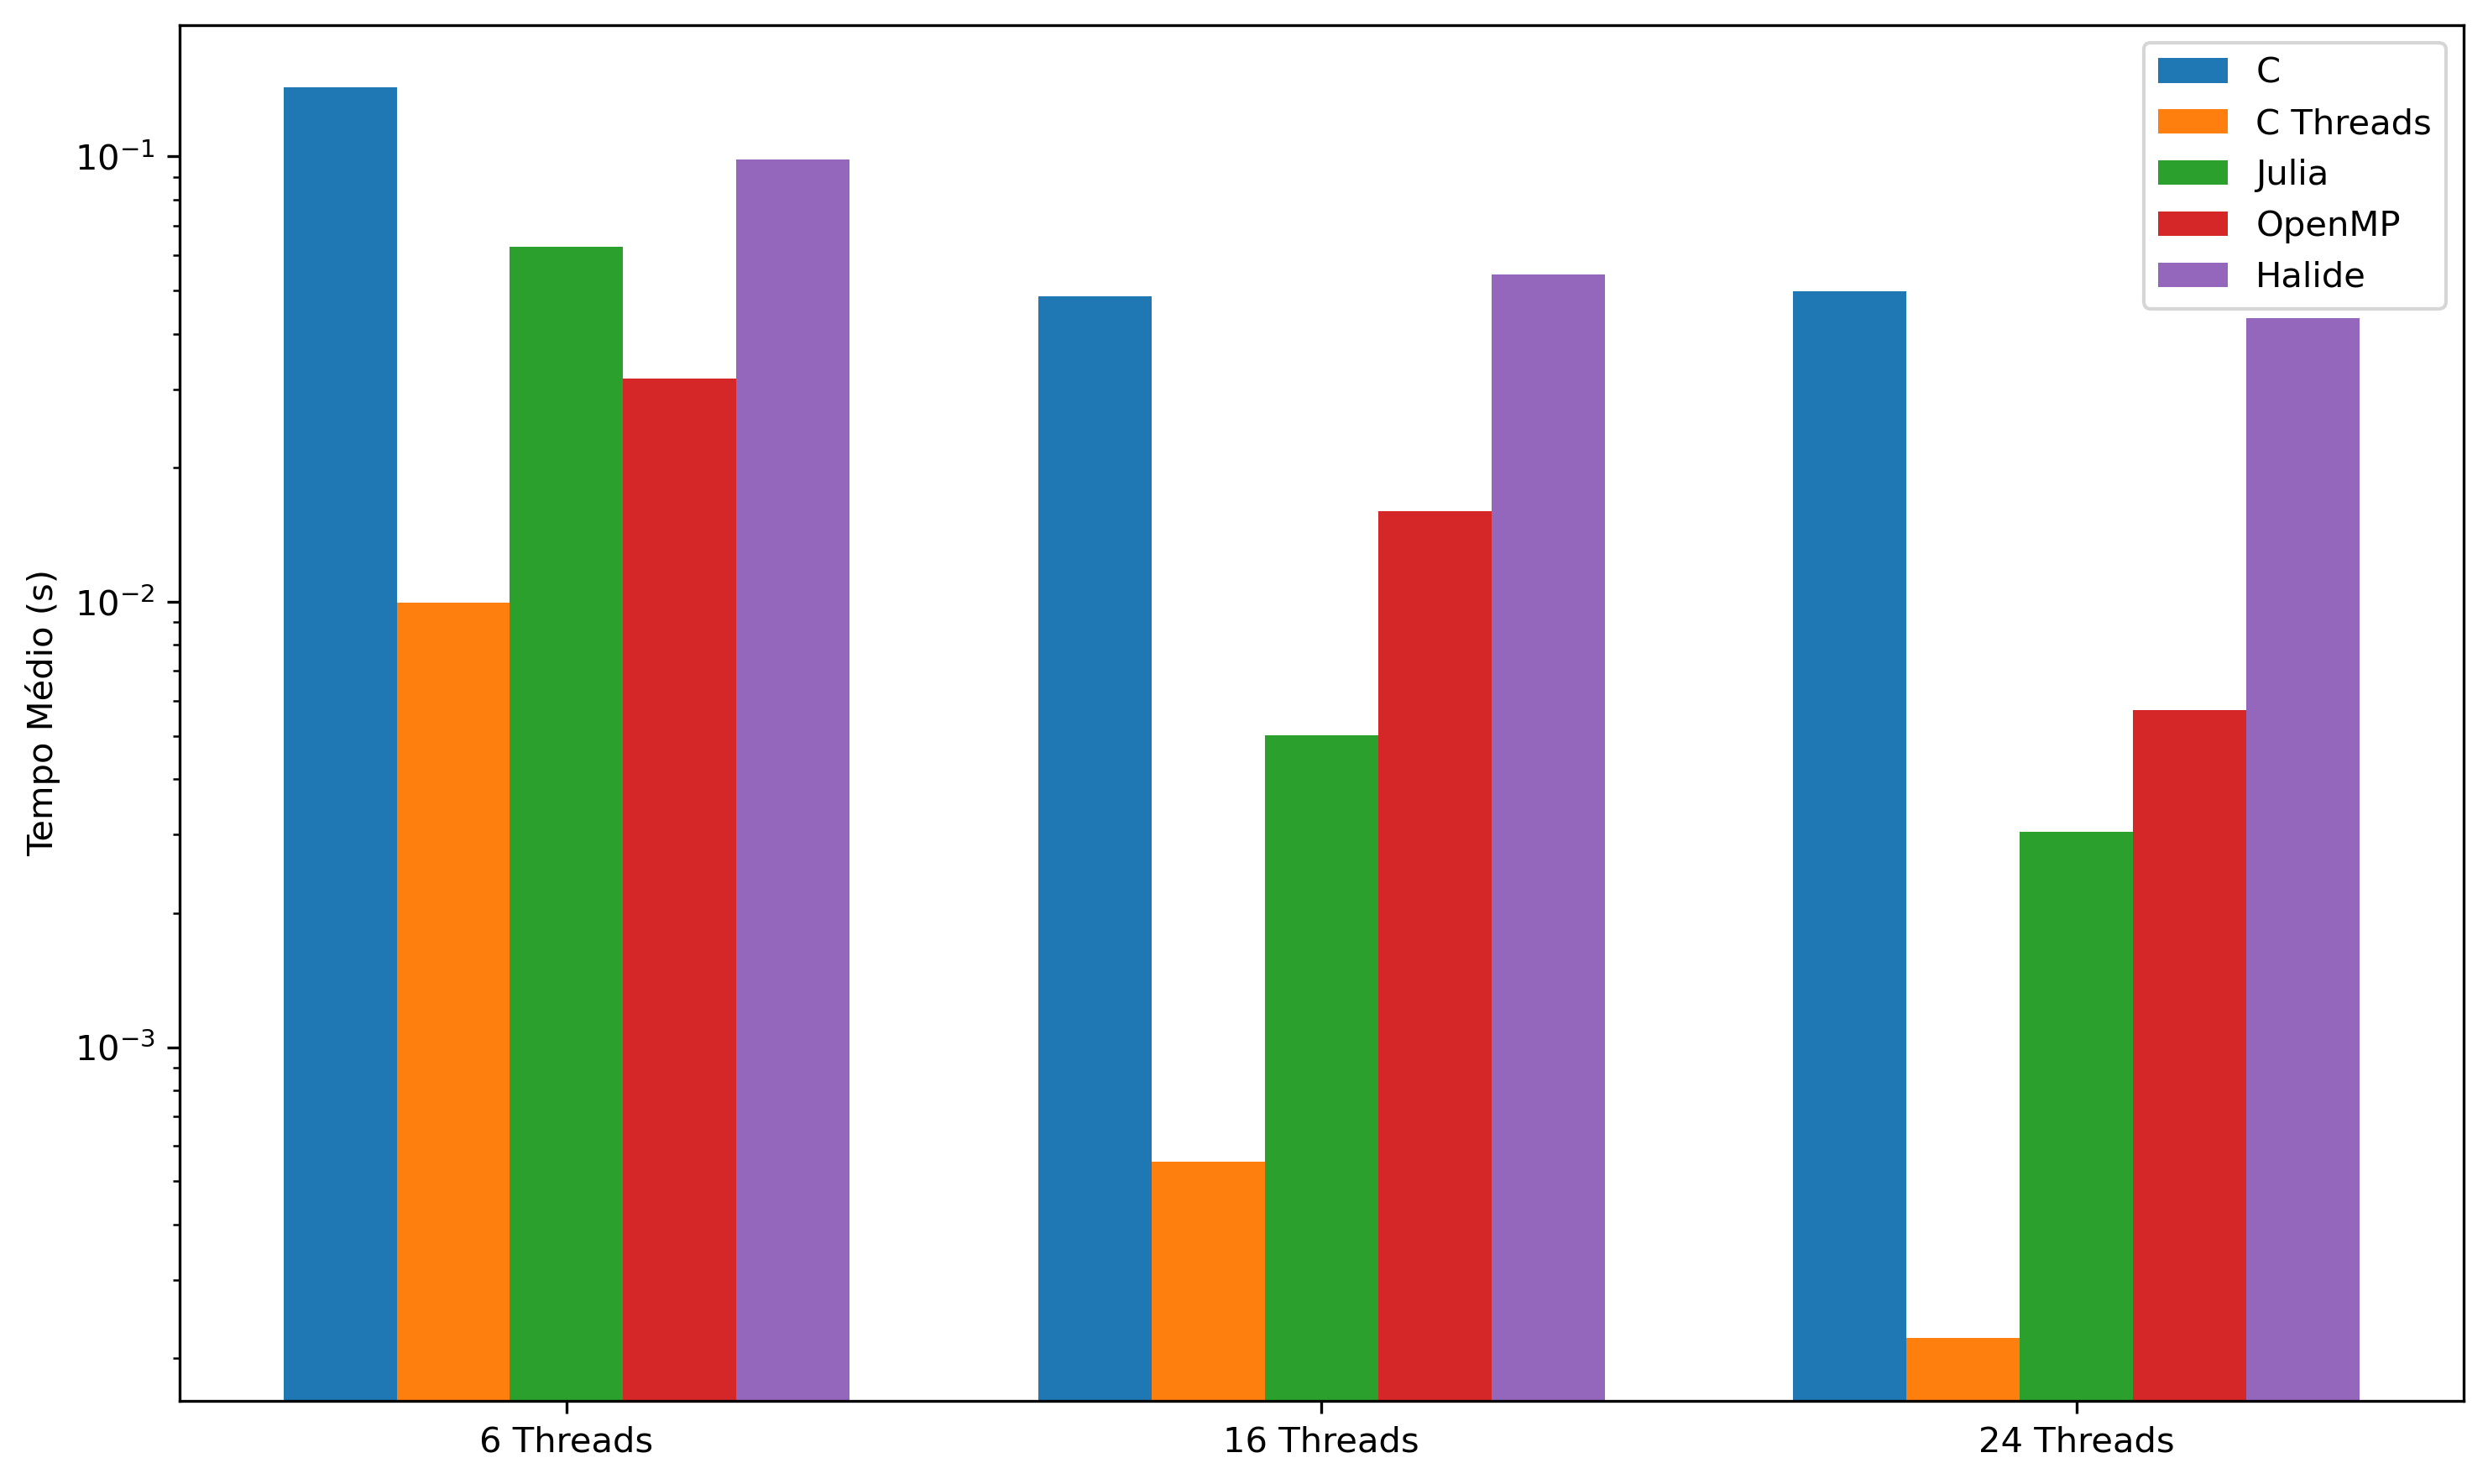 Tempo Médio (s)
10⁻¹
10⁻²
10⁻³
6 Threads
16 Threads
24 Threads
C
C Threads
Julia
OpenMP
Halide